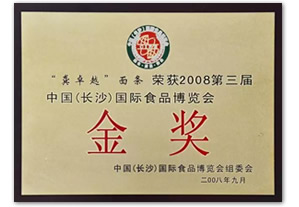 “龚卓越”面条 荣获2008第三届
中国(长沙)国际食品博览会
金奖
中国(长沙)国际食品博览会组委会
二00八年九月